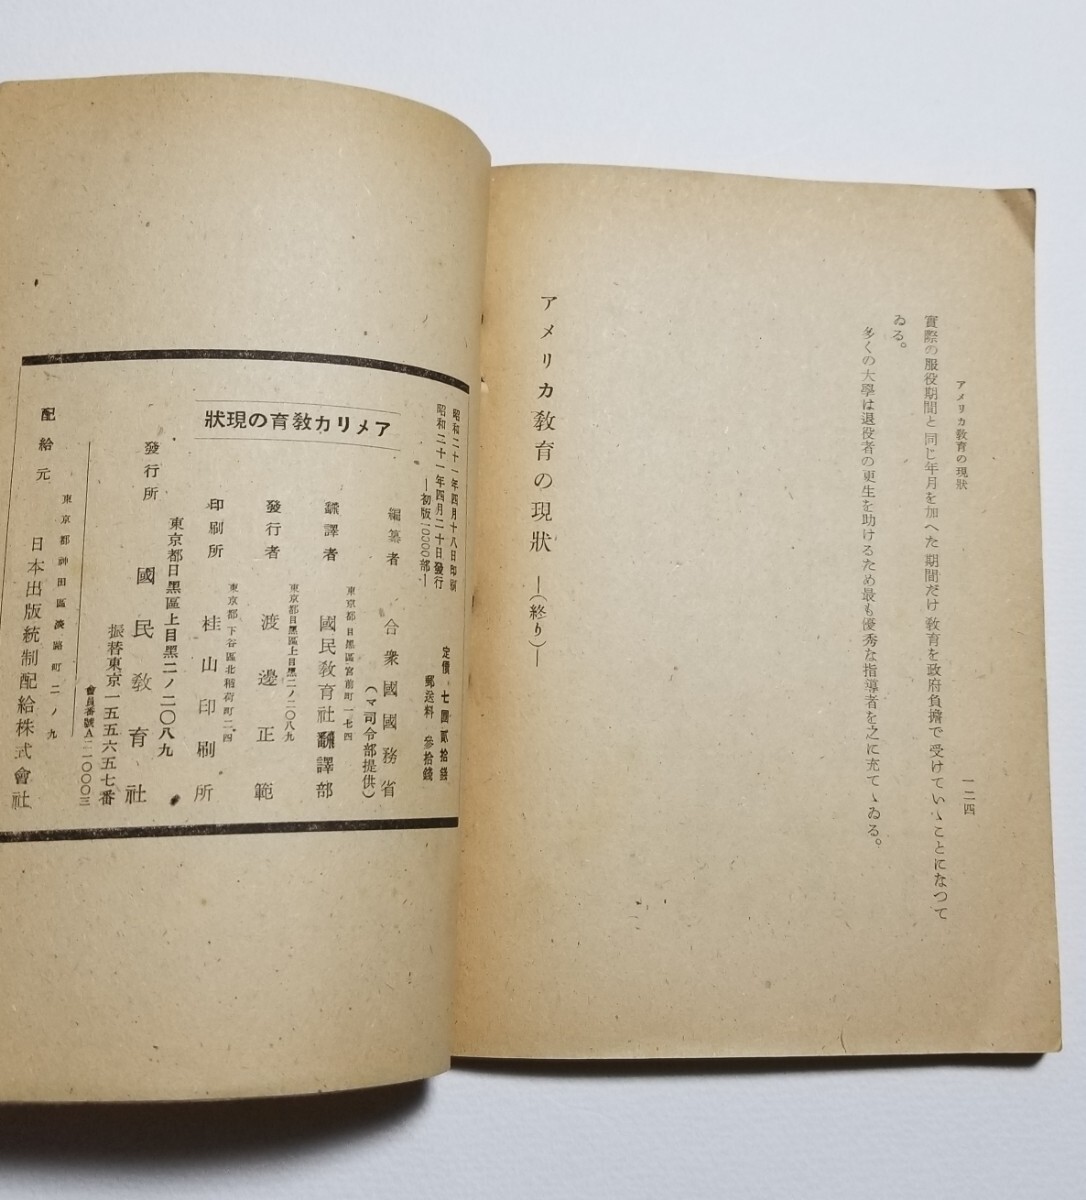 アメリカ教育の現狀
一二四
實際の服役期間と同じ年月を加へた期間だけ教育を政府負擔で受けていゝことになつて
ゐる。
多くの大學は退役者の更生を助けるため最も優秀な指導者を之に充てゝゐる。
アメリカ教育の現狀 ―(終り)―
昭和二十一年四月十八日印刷
昭和二十一年四月二十日發行
―初版一〇〇〇〇部―
定價 七圓貳拾錢
郵送料 參拾錢
アメリカ教育の現狀
編纂者 合衆國國務省
(マ司令部提供)
東京都目黑區宮前町一七四
飜譯者 國民教育社飜譯部
東京都目黑區上目黑二ノ二〇八九
發行者 渡邊正範
東京都下谷區北稻荷町二四
印刷所 桂山印刷所
東京都目黑區上目黑二ノ二〇八九
發行所 國民教育社
振替東京一五五六五七番
會員番號A一二〇〇〇三
東京都神田區淡路町二ノ九
配給元 日本出版統制配給株式會社